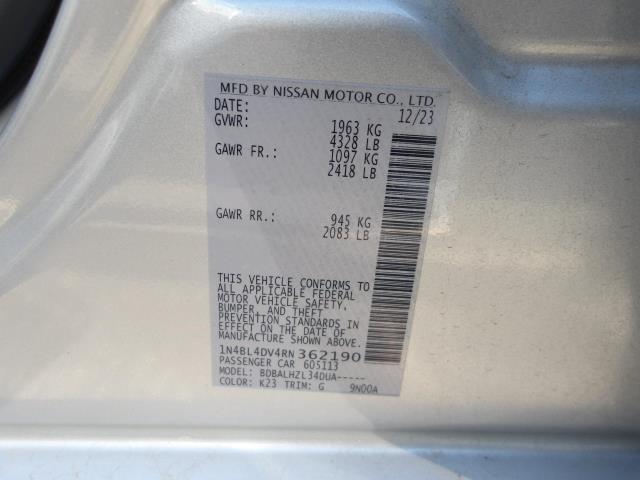 MFD BY NISSAN MOTOR CO., LTD.
DATE: 12/23
GVWR: 1963 KG
4328 LB
GAWR FR.: 1097 KG
2418 LB
GAWR RR.: 945 KG
2083 LB
THIS VEHICLE CONFORMS TO
ALL APPLICABLE FEDERAL
MOTOR VEHICLE SAFETY,
BUMPER, AND THEFT
PREVENTION STANDARDS IN
EFFECT ON THE DATE OF
MANUFACTURE SHOWN ABOVE.
1N4BL4DV4RN362190
PASSENGER CAR 605113
MODEL: BDBALHZL34DUA-----
COLOR: K23 TRIM: G 9N00A